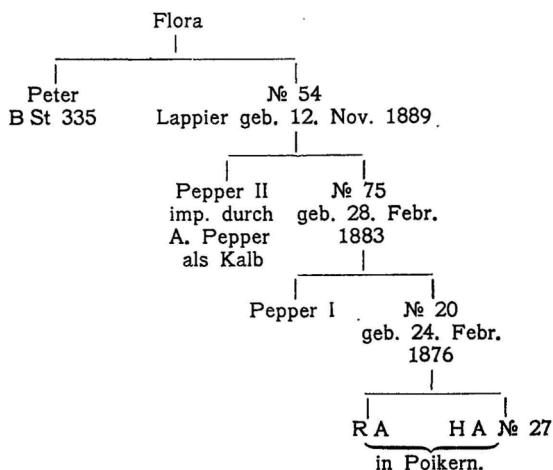 Flora
Peter № 54
B St 335 Lappier geb. 12. Nov. 1889
Pepper II № 75
imp. durch geb. 28. Febr.
A. Pepper 1883
als Kalb
Pepper I № 20
geb. 24. Febr.
1876
R A H A № 27
in Poikern.